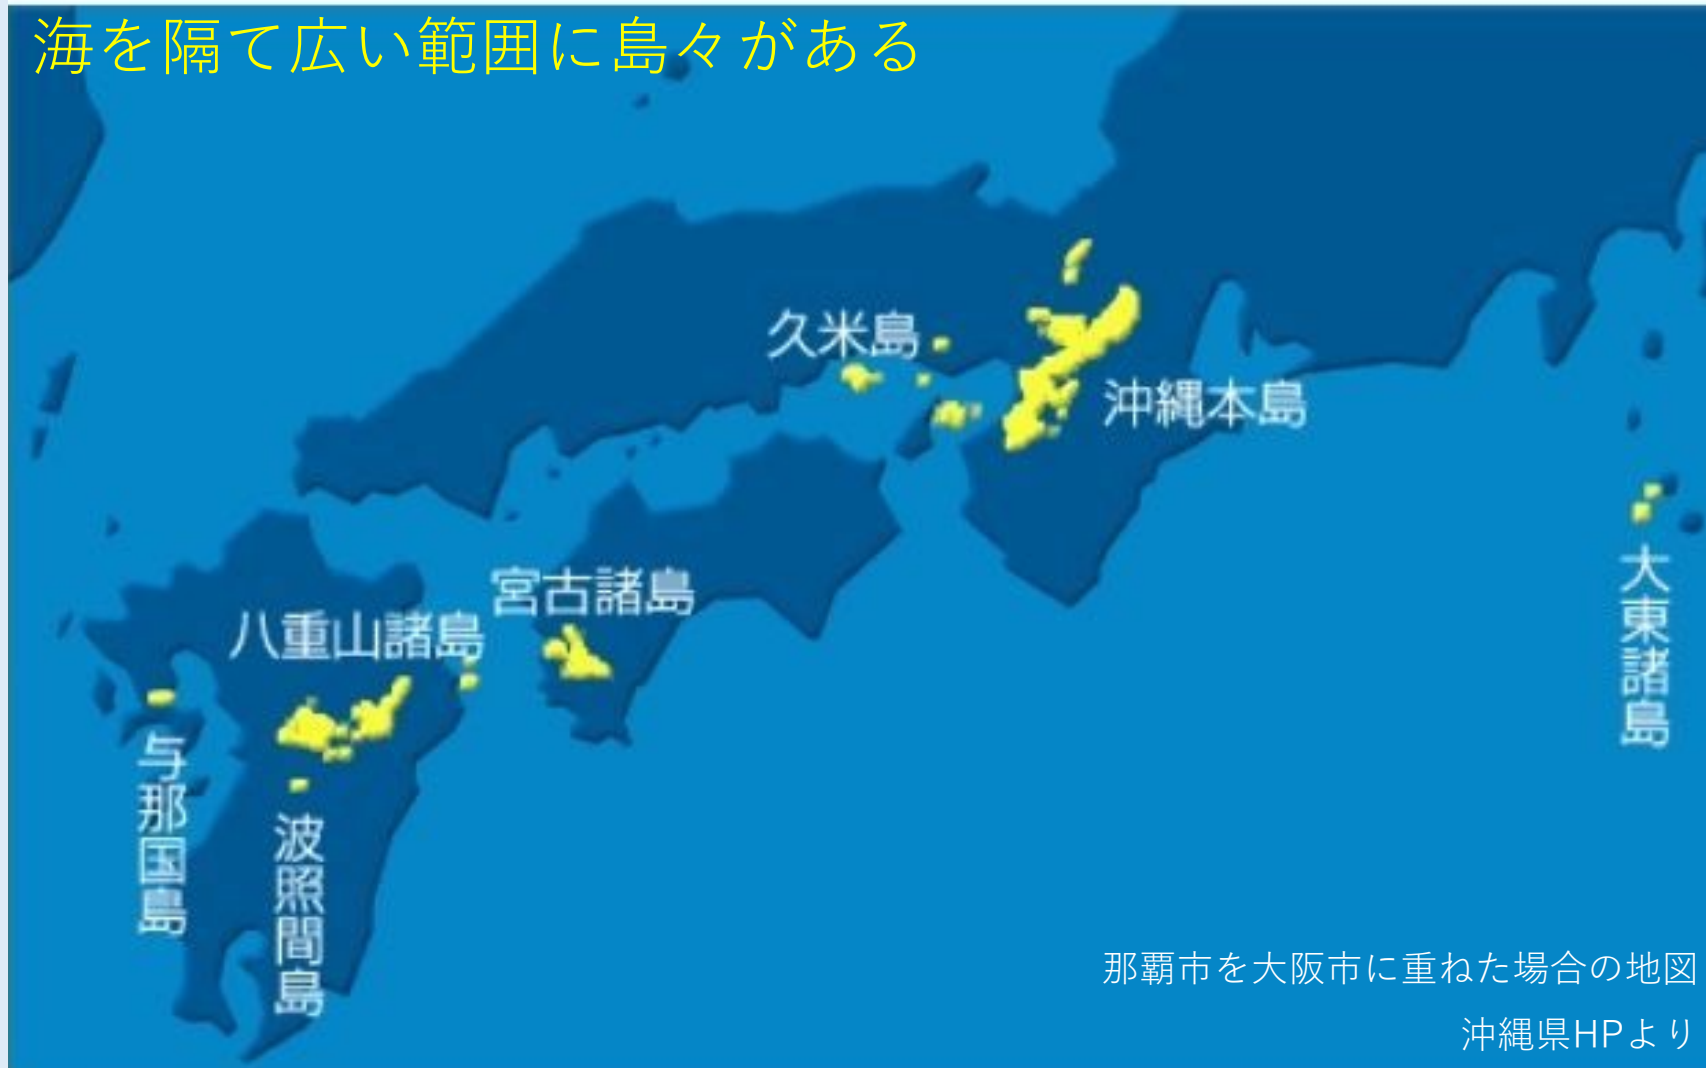 海を隔て広い範囲に島々がある
久米島
沖縄本島
宮古諸島
八重山諸島
大東諸島
与那国島
波照間島
那覇市を大阪市に重ねた場合の地図
沖縄県HPより